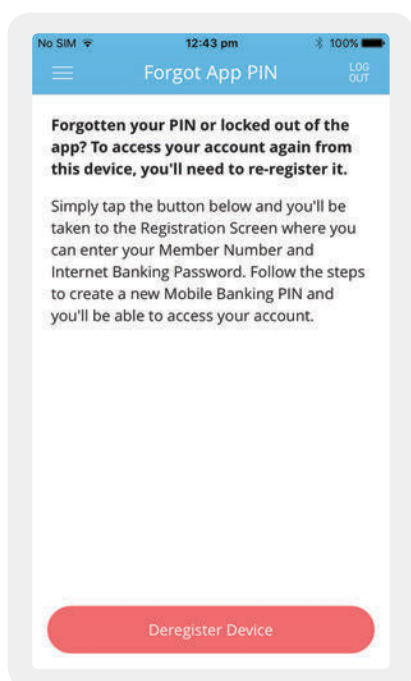 No SIM 12:43 pm 100%
Forgot App PIN LOG OUT
Forgotten your PIN or locked out of the
app? To access your account again from
this device, you'll need to re-register it.
Simply tap the button below and you'll be
taken to the Registration Screen where you
can enter your Member Number and
Internet Banking Password. Follow the steps
to create a new Mobile Banking PIN and
you'll be able to access your account.
Deregister Device